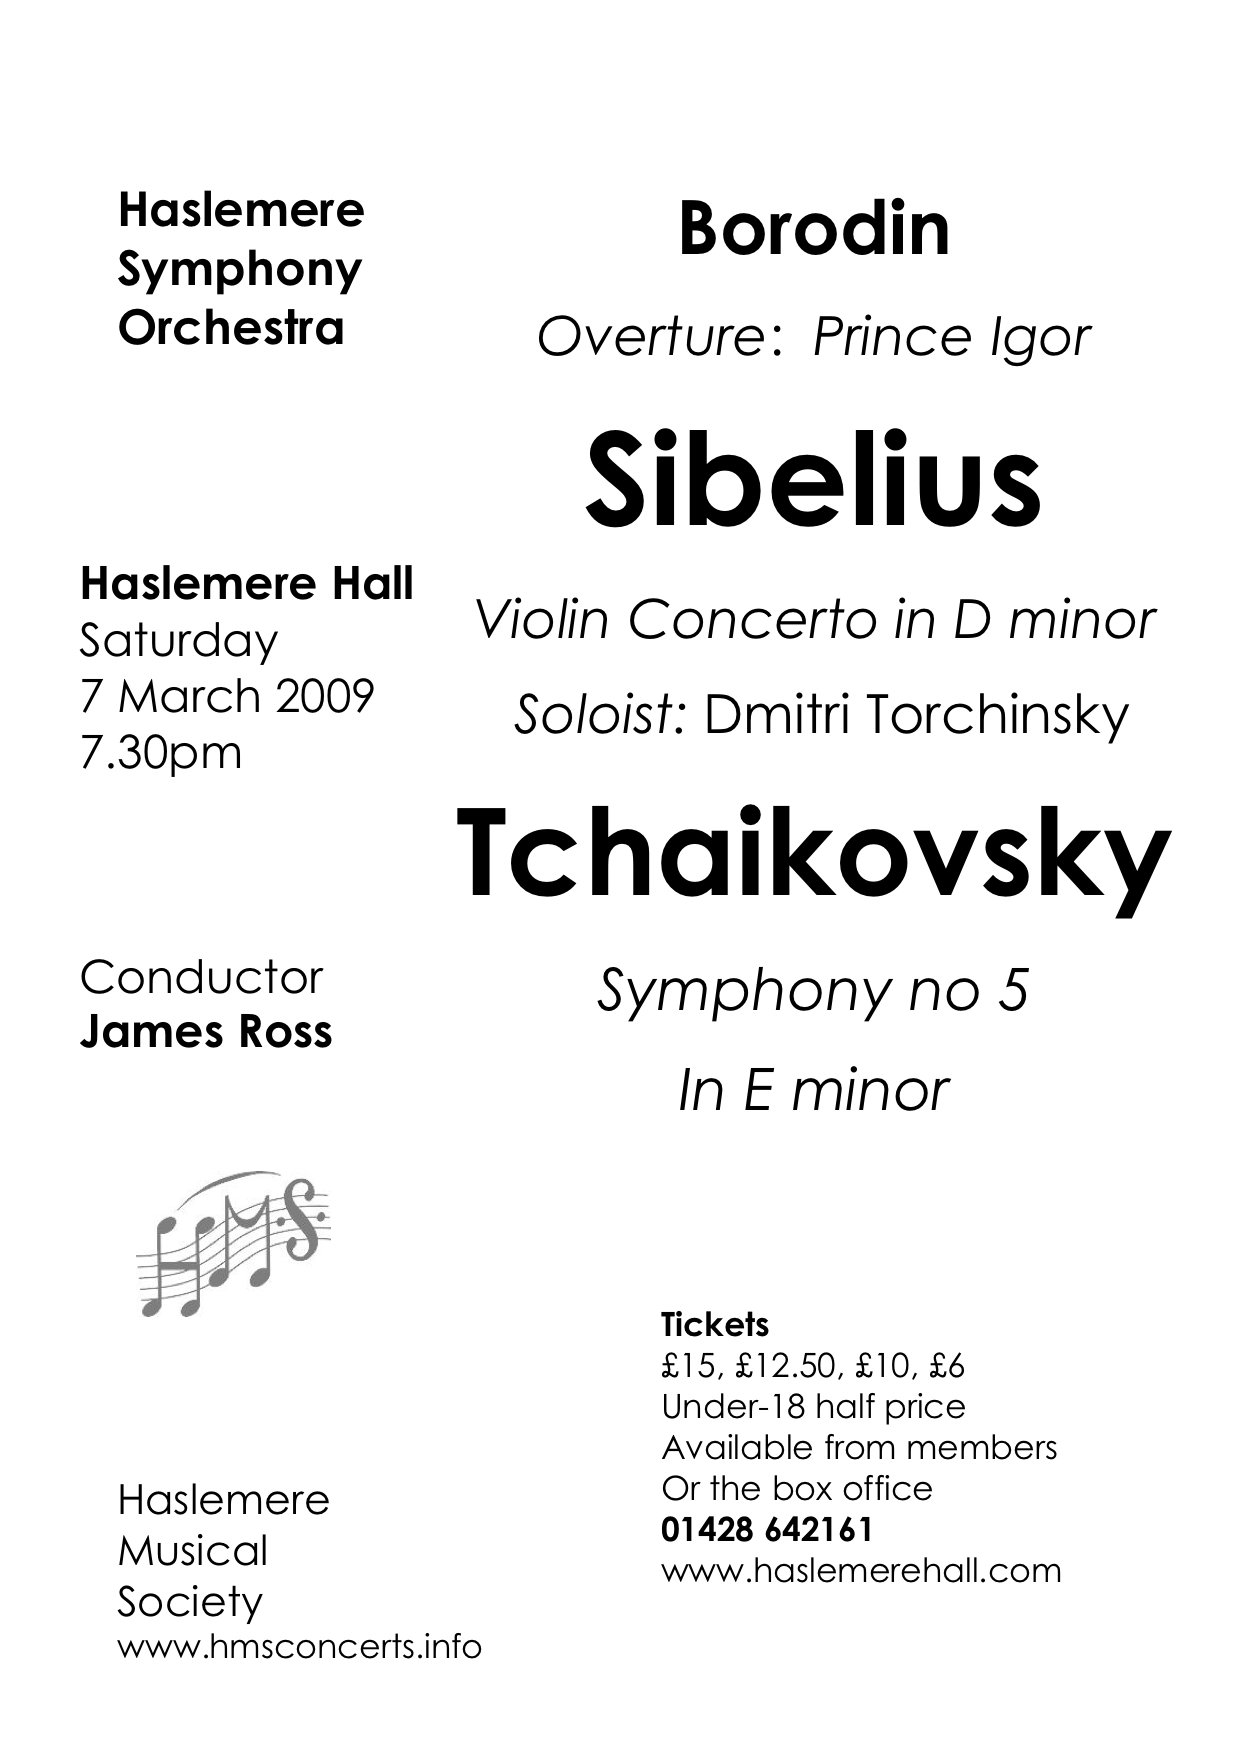 Haslemere
Symphony
Orchestra
Haslemere Hall
Saturday
7 March 2009
7.30pm
Conductor
James Ross
HMS
Haslemere
Musical
Society
www.hmsconcerts.info
Borodin
Overture:  Prince Igor
Sibelius
Violin Concerto in D minor
Soloist: Dmitri Torchinsky
Tchaikovsky
Symphony no 5
In E minor
Tickets
£15, £12.50, £10, £6
Under-18 half price
Available from members
Or the box office
01428 642161
www.haslemerehall.com